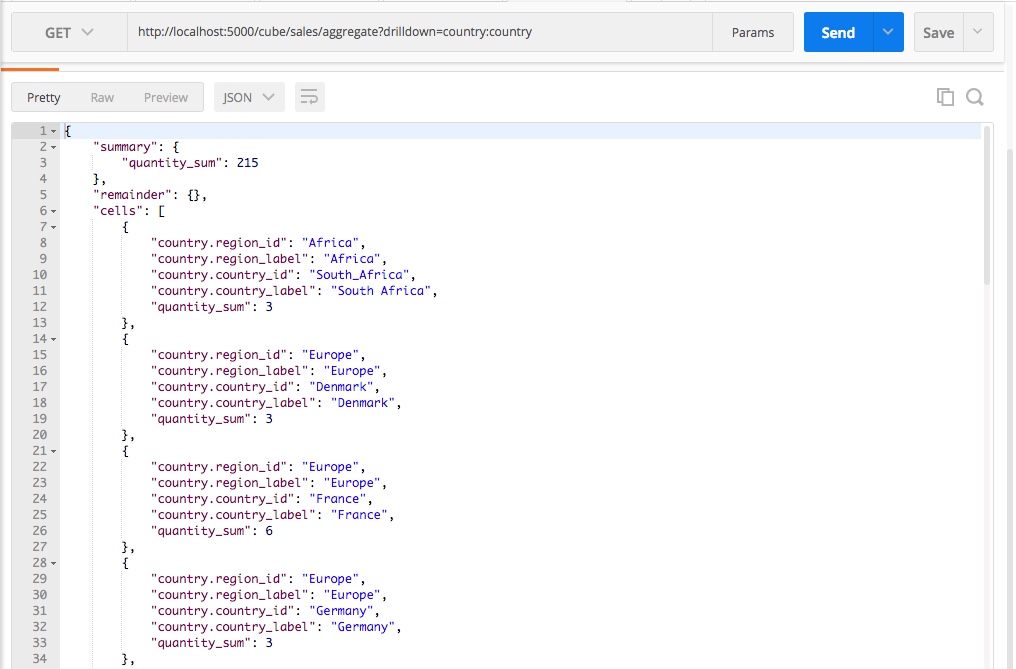 GET http://localhost:5000/cube/sales/aggregate?drilldown=country:country Params Send Save
Pretty Raw Preview JSON
1 {
2 "summary": {
3 "quantity_sum": 215
4 },
5 "remainder": {},
6 "cells": [
7 {
8 "country.region_id": "Africa",
9 "country.region_label": "Africa",
10 "country.country_id": "South_Africa",
11 "country.country_label": "South Africa",
12 "quantity_sum": 3
13 },
14 {
15 "country.region_id": "Europe",
16 "country.region_label": "Europe",
17 "country.country_id": "Denmark",
18 "country.country_label": "Denmark",
19 "quantity_sum": 3
20 },
21 {
22 "country.region_id": "Europe",
23 "country.region_label": "Europe",
24 "country.country_id": "France",
25 "country.country_label": "France",
26 "quantity_sum": 6
27 },
28 {
29 "country.region_id": "Europe",
30 "country.region_label": "Europe",
31 "country.country_id": "Germany",
32 "country.country_label": "Germany",
33 "quantity_sum": 3
34 },